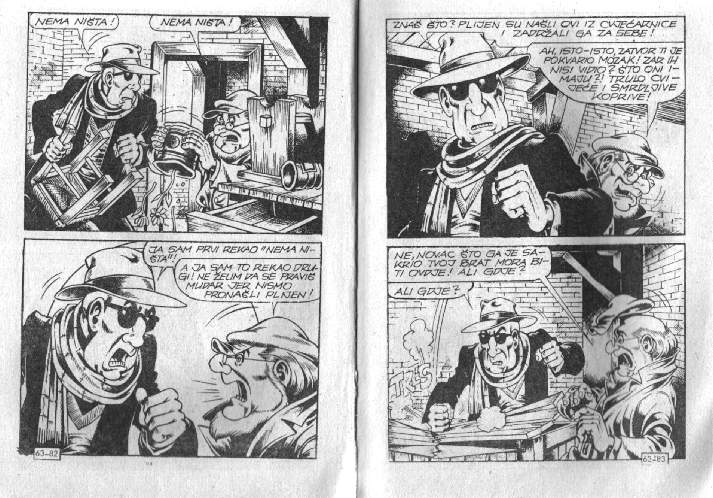 NEMA NIŠTA!
NEMA NIŠTA!
JA SAM PRVI REKAO "NEMA NI-
ŠTA"!
A JA SAM TO REKAO DRU-
GI! NE ŽELIM DA SE PRAVIŠ
MUDAR JER NISMO
PRONAŠLI PLIJEN!
63-82
ZNAŠ ŠTO? PLIJEN SU NAŠLI OVI IZ CVJEĆARNICE
I ZADRŽALI GA ZA SEBE!
AH, ISTO-ISTO, ZATVOR TI JE
POKVARIO MOZAK! ZAR IH
NISI VIDIO? ŠTO ONI I-
MAJU?! TRULO CVI-
JEĆE I SMRDLJIVE
KOPRIVE!
NE, NOVAC ŠTO GA JE SA-
KRIO TVOJ BRAT MORA BI-
TI OVDJE! ALI GDJE?
ALI GDJE?
TRES
63-83